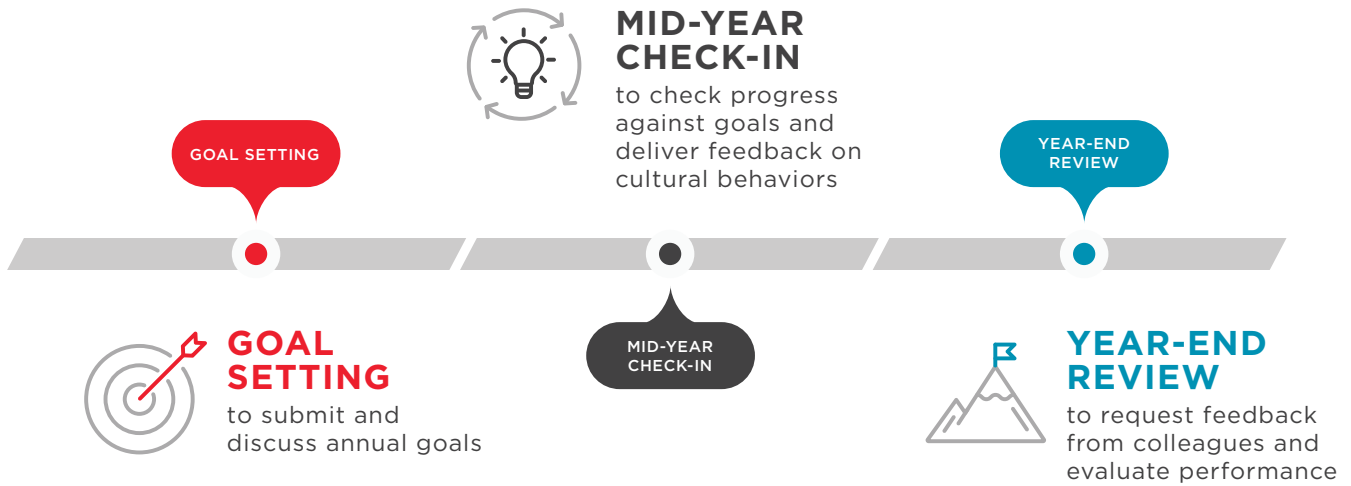 MID-YEAR
CHECK-IN
to check progress
against goals and
deliver feedback on
cultural behaviors
GOAL SETTING
YEAR-END
REVIEW
MID-YEAR
CHECK-IN
GOAL
SETTING
to submit and
discuss annual goals
YEAR-END
REVIEW
to request feedback
from colleagues and
evaluate performance